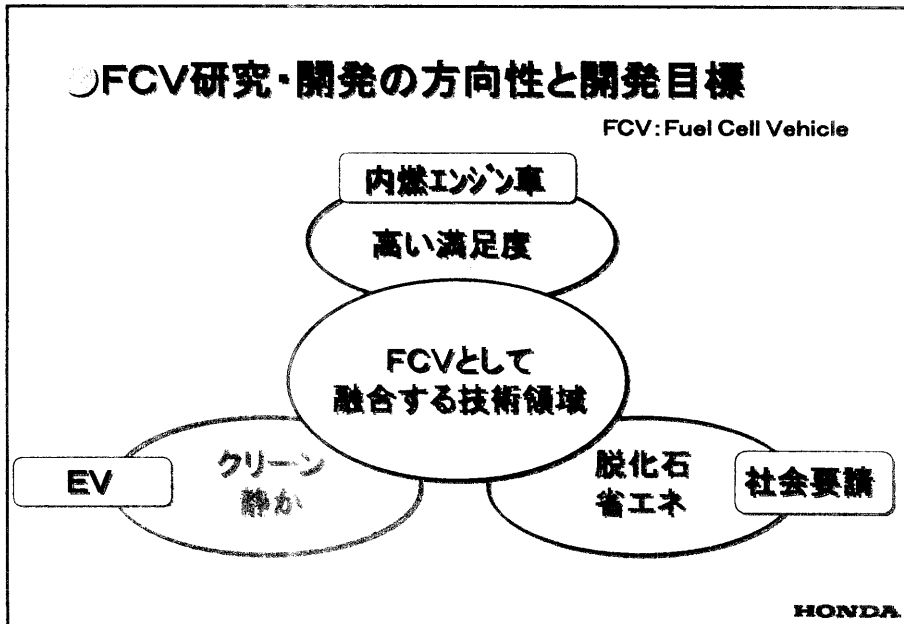 FCV研究・開発の方向性と開発目標
FCV:Fuel Cell Vehicle
内燃エンジン車
高い満足度
FCVとして
融合する技術領域
EV
クリーン
静か
脱化石
省エネ
社会要請
HONDA